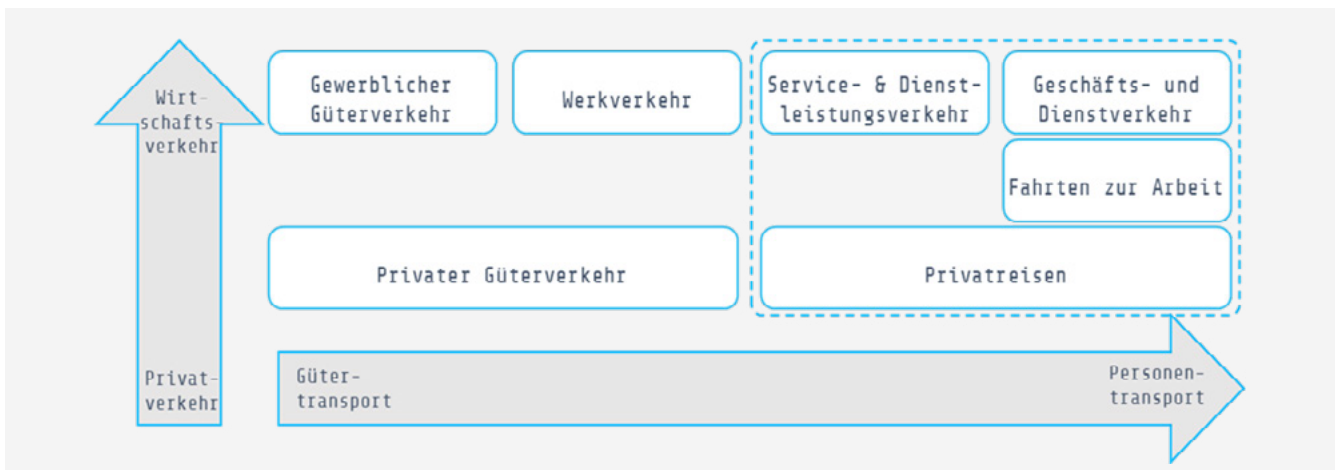 Wirt-
schafts-
verkehr
Gewerblicher
Güterverkehr
Werkverkehr
Service- & Dienst-
leistungsverkehr
Geschäfts- und
Dienstverkehr
Fahrten zur Arbeit
Privater Güterverkehr
Privatreisen
Privat-
verkehr
Güter-
transport
Personen-
transport